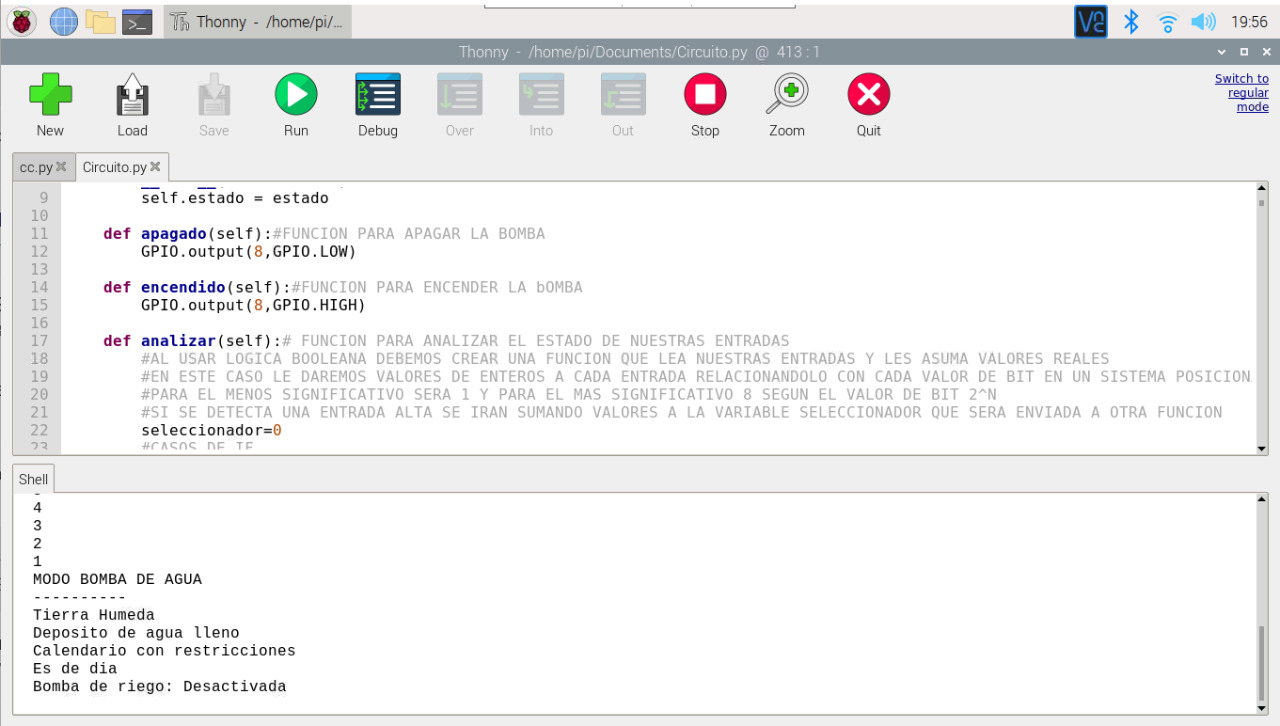 Thonny - /home/pi/...
19:56
Thonny - /home/pi/Documents/Circuito.py @ 413 : 1
New
Load
Save
Run
Debug
Over
Into
Out
Stop
Zoom
Quit
Switch to
regular
mode
cc.py
Circuito.py
9 self.estado = estado
10
11 def apagado(self):#FUNCION PARA APAGAR LA BOMBA
12 GPIO.output(8,GPIO.LOW)
13
14 def encendido(self):#FUNCION PARA ENCENDER LA bOMBA
15 GPIO.output(8,GPIO.HIGH)
16
17 def analizar(self):# FUNCION PARA ANALIZAR EL ESTADO DE NUESTRAS ENTRADAS
18 #AL USAR LOGICA BOOLEANA DEBEMOS CREAR UNA FUNCION QUE LEA NUESTRAS ENTRADAS Y LES ASUMA VALORES REALES
19 #EN ESTE CASO LE DAREMOS VALORES DE ENTEROS A CADA ENTRADA RELACIONANDOLO CON CADA VALOR DE BIT EN UN SISTEMA POSICION
20 #PARA EL MENOS SIGNIFICATIVO SERA 1 Y PARA EL MAS SIGNIFICATIVO 8 SEGUN EL VALOR DE BIT 2^N
21 #SI SE DETECTA UNA ENTRADA ALTA SE IRAN SUMANDO VALORES A LA VARIABLE SELECCIONADOR QUE SERA ENVIADA A OTRA FUNCION
22 seleccionador=0
23 #CASOS DE IF
Shell
4
3
2
1
MODO BOMBA DE AGUA
----------
Tierra Humeda
Deposito de agua lleno
Calendario con restricciones
Es de dia
Bomba de riego: Desactivada